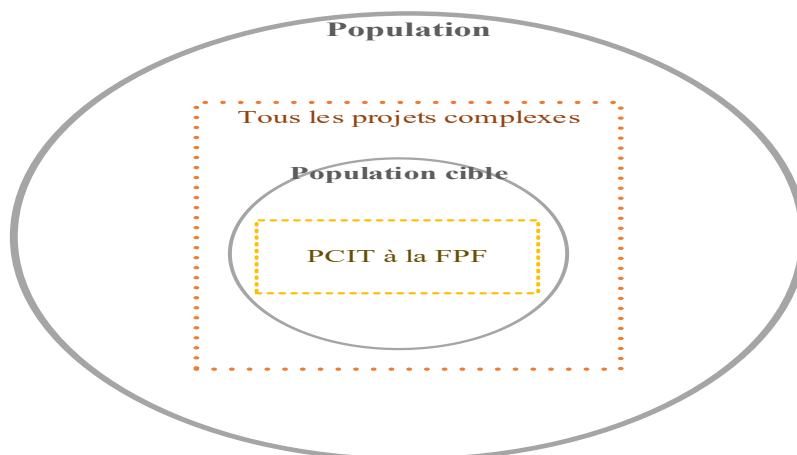 Population
Tous les projets complexes
Population cible
PCIT à la FPF